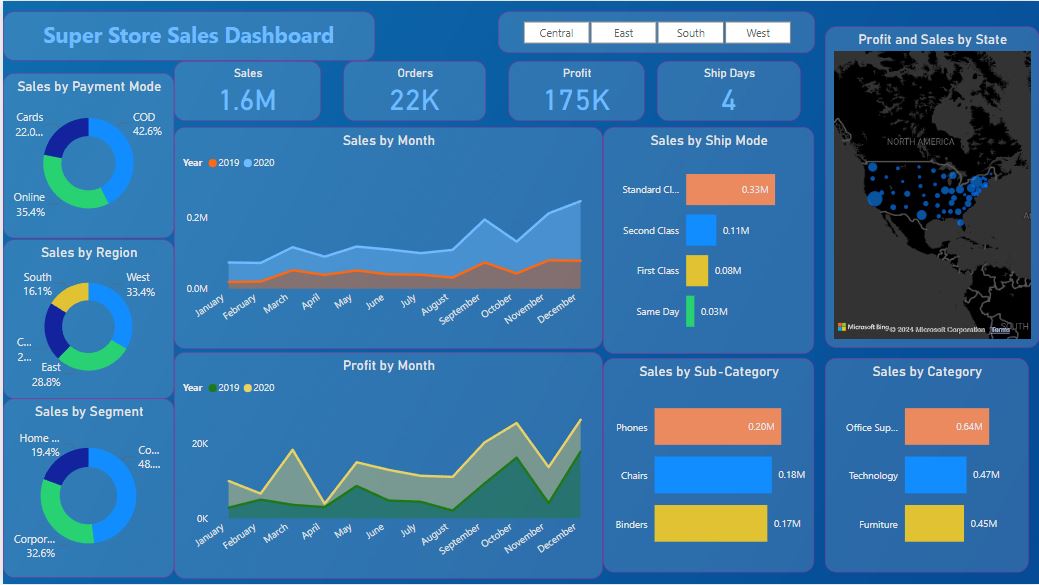 Super Store Sales Dashboard
Central East South West
Profit and Sales by State
Sales
1.6M
Orders
22K
Profit
175K
Ship Days
4
Sales by Payment Mode
Cards
22.0...
COD
42.6%
Online
35.4%
Sales by Month
Year 2019 2020
0.2M
0.0M
January February March April May June July August September October November December
Sales by Ship Mode
Standard Cl... 0.33M
Second Class 0.11M
First Class 0.08M
Same Day 0.03M
NORTH AMERICA
Microsoft Bing
© 2024 Microsoft Corporation Terms
SOUTH
Sales by Region
South
16.1%
West
33.4%
C...
2...
East
28.8%
Sales by Segment
Home ...
19.4%
Co...
48....
Corpor...
32.6%
Profit by Month
Year 2019 2020
20K
0K
January February March April May June July August September October November December
Sales by Sub-Category
Phones 0.20M
Chairs 0.18M
Binders 0.17M
Sales by Category
Office Sup... 0.64M
Technology 0.47M
Furniture 0.45M